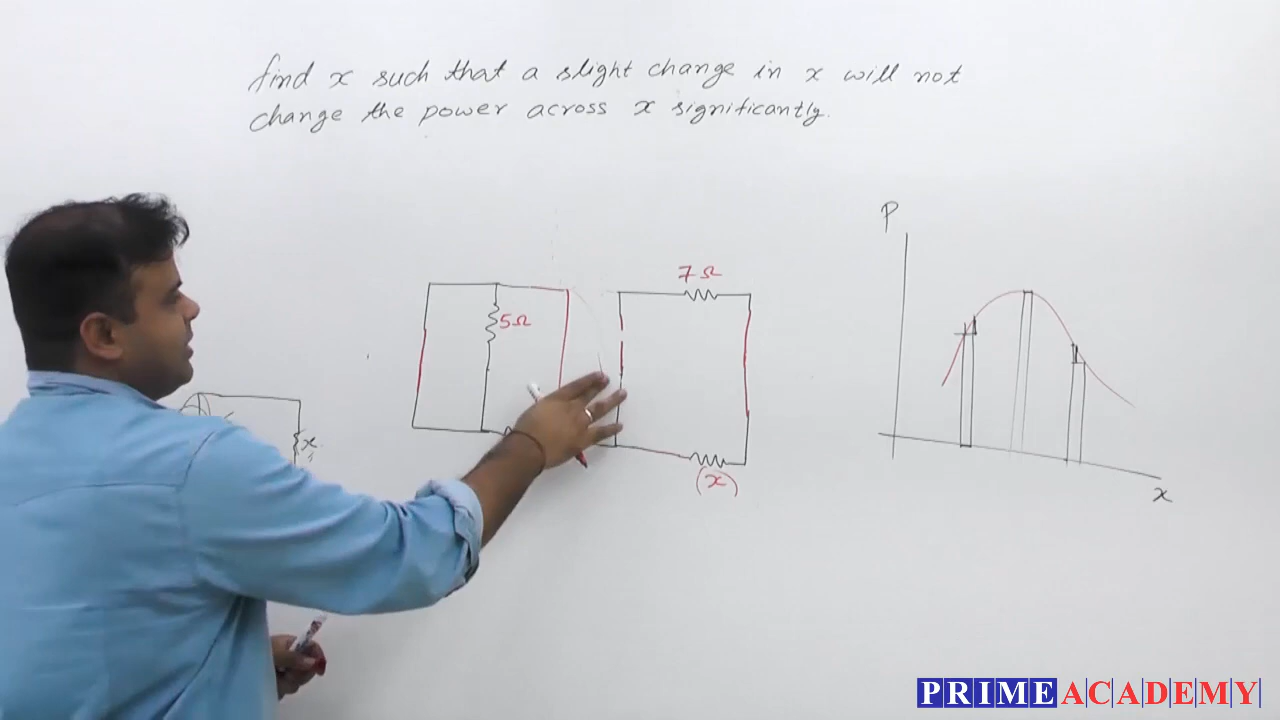 find x such that a slight change in x will not
change the power across x significantly.
P
7Ω
5Ω
x
(x)
x
PRIME ACADEMY